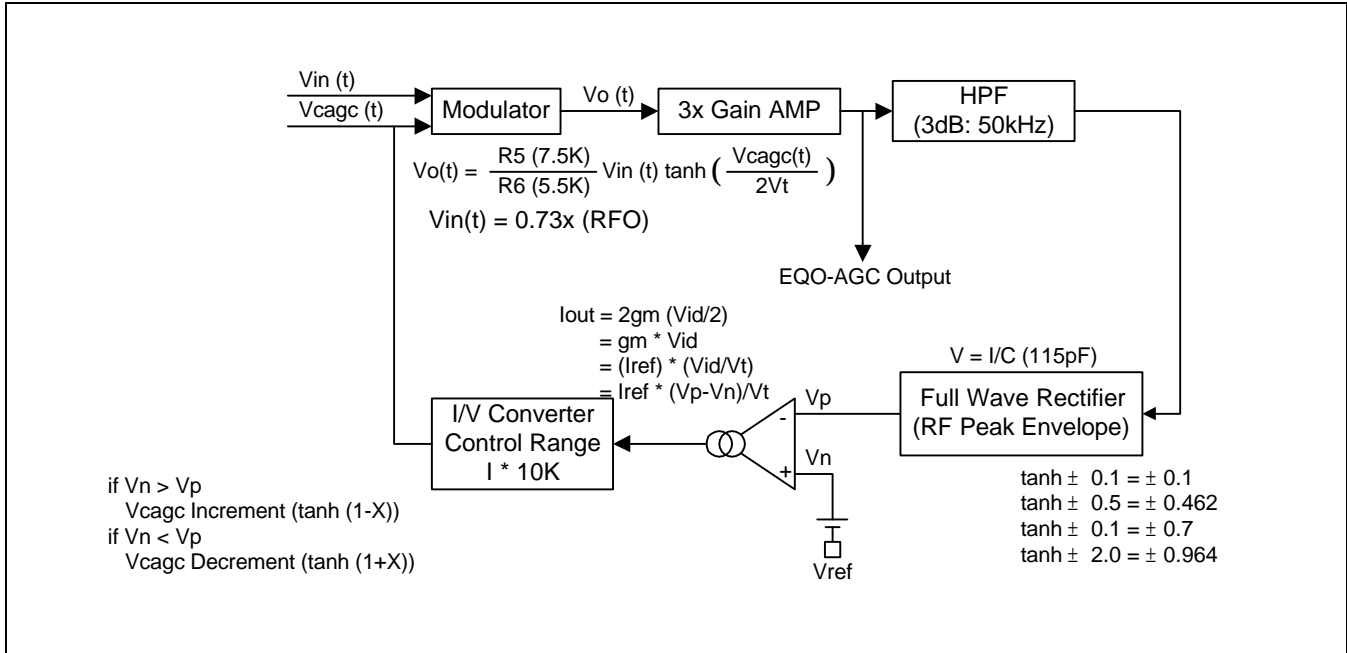 Vin (t)
Vcagc (t)
Modulator
Vo (t)
3x Gain AMP
HPF
(3dB: 50kHz)
Vo(t) = R5 (7.5K) / R6 (5.5K) Vin (t) tanh ( Vcagc(t) / 2Vt )
Vin(t) = 0.73x (RFO)
EQO-AGC Output
Iout = 2gm (Vid/2)
= gm * Vid
= (Iref) * (Vid/Vt)
= Iref * (Vp-Vn)/Vt
V = I/C (115pF)
I/V Converter
Control Range
I * 10K
Vp
-
Vn
+
Vref
Full Wave Rectifier
(RF Peak Envelope)
if Vn > Vp
Vcagc Increment (tanh (1-X))
if Vn < Vp
Vcagc Decrement (tanh (1+X))
tanh ± 0.1 = ± 0.1
tanh ± 0.5 = ± 0.462
tanh ± 0.1 = ± 0.7
tanh ± 2.0 = ± 0.964